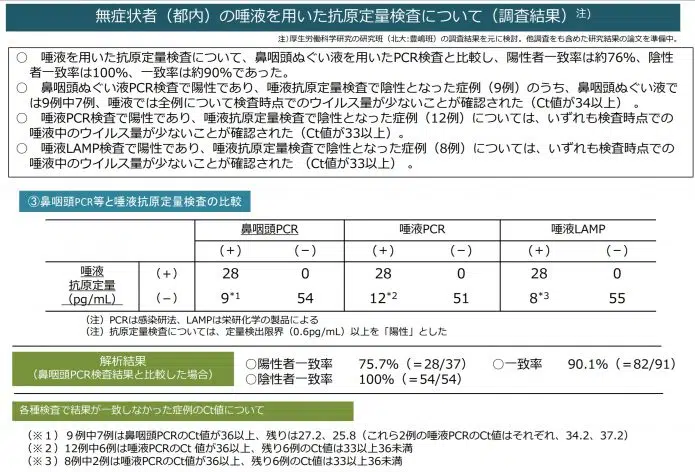 無症状者（都内）の唾液を用いた抗原定量検査について（調査結果）注）
注）厚生労働科学研究の研究班（北大:豊嶋班）の調査結果を元に検討。他調査をも含めた研究結果の論文を準備中。
○ 唾液を用いた抗原定量検査について、鼻咽頭ぬぐい液を用いたPCR検査と比較し、陽性者一致率は約76%、陰性
者一致率は100%、一致率は約90%であった。
○ 鼻咽頭ぬぐい液PCR検査で陽性であり、唾液抗原定量検査で陰性となった症例（9例）のうち、鼻咽頭ぬぐい液で
は9例中7例、唾液では全例について検査時点でのウイルス量が少ないことが確認された（Ct値が34以上）。
○ 唾液PCR検査で陽性であり、唾液抗原定量検査で陰性となった症例（12例）については、いずれも検査時点での
唾液中のウイルス量が少ないことが確認された（Ct値が33以上）。
○ 唾液LAMP検査で陽性であり、唾液抗原定量検査で陰性となった症例（8例）については、いずれも検査時点での
唾液中のウイルス量が少ないことが確認された （Ct値が33以上）。
③鼻咽頭PCR等と唾液抗原定量検査の比較
鼻咽頭PCR 唾液PCR 唾液LAMP
（+） （−） （+） （−） （+） （−）
唾液
抗原定量
（pg/mL）
（+） 28 0 28 0 28 0
（−） 9*1 54 12*2 51 8*3 55
（注）PCRは感染研法、LAMPは栄研化学の製品による
（注）抗原定量検査については、定量検出限界（0.6pg/mL）以上を「陽性」とした
解析結果
（鼻咽頭PCR検査結果と比較した場合）
○陽性者一致率 75.7%（＝28/37） ○一致率 90.1%（＝82/91）
○陰性者一致率 100%（＝54/54）
各種検査で結果が一致しなかった症例のCt値について
（※１）９例中7例は鼻咽頭PCRのCt値が36以上、残りは27.2、25.8（これら2例の唾液PCRのCt値はそれぞれ、34.2、37.2）
（※２）12例中6例は唾液PCRのCt 値が36以上、残り6例のCt値は33以上36未満
（※３）8例中2例は唾液PCRのCt値が36以上、残り6例のCt値は33以上36未満